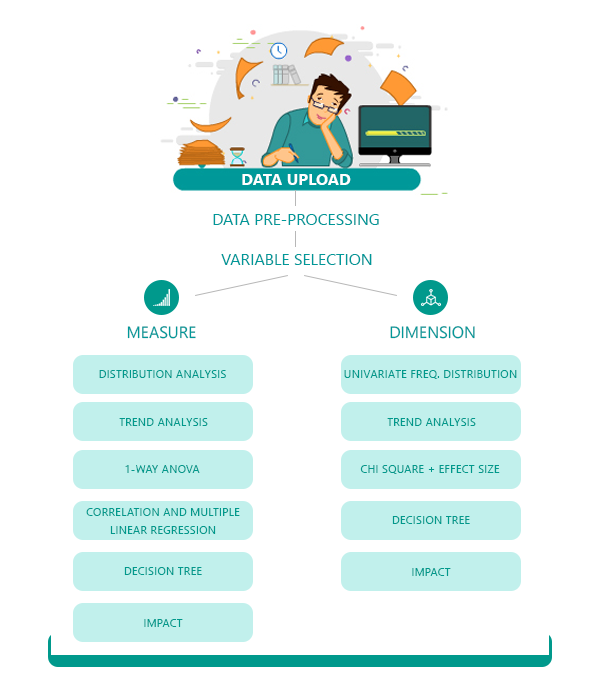 DATA UPLOAD
DATA PRE-PROCESSING
VARIABLE SELECTION
MEASURE
DISTRIBUTION ANALYSIS
TREND ANALYSIS
1-WAY ANOVA
CORRELATION AND MULTIPLE
LINEAR REGRESSION
DECISION TREE
IMPACT
DIMENSION
UNIVARIATE FREQ. DISTRIBUTION
TREND ANALYSIS
CHI SQUARE + EFFECT SIZE
DECISION TREE
IMPACT